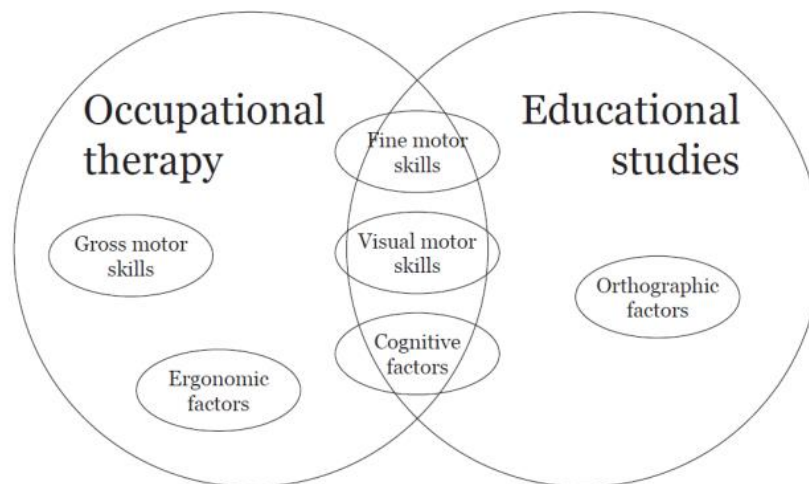 Occupational
therapy
Educational
studies
Fine motor
skills
Gross motor
skills
Visual motor
skills
Orthographic
factors
Cognitive
factors
Ergonomic
factors